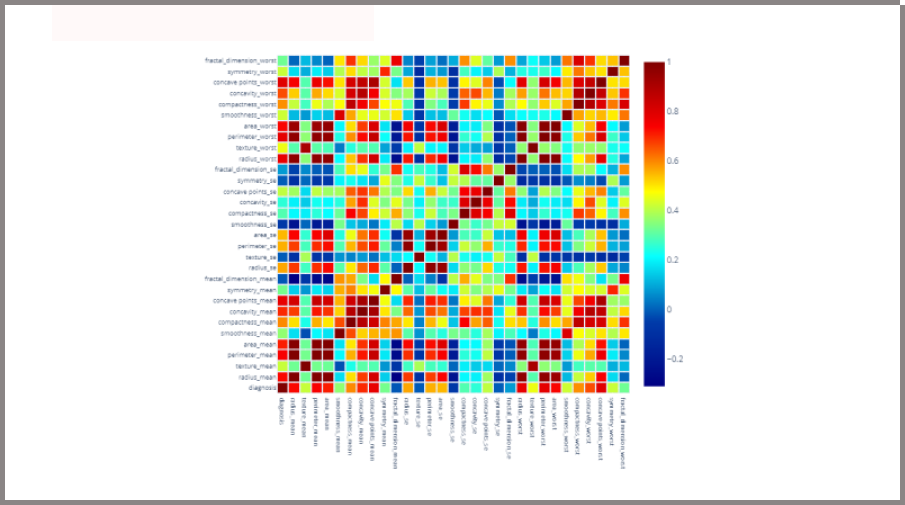 fractal_dimension_worst
symmetry_worst
concave points_worst
concavity_worst
compactness_worst
smoothness_worst
area_worst
perimeter_worst
texture_worst
radius_worst
fractal_dimension_se
symmetry_se
concave points_se
concavity_se
compactness_se
smoothness_se
area_se
perimeter_se
texture_se
radius_se
fractal_dimension_mean
symmetry_mean
concave points_mean
concavity_mean
compactness_mean
smoothness_mean
area_mean
perimeter_mean
texture_mean
radius_mean
diagnosis
diagnosis
radius_mean
texture_mean
perimeter_mean
area_mean
smoothness_mean
compactness_mean
concavity_mean
concave points_mean
symmetry_mean
fractal_dimension_mean
radius_se
texture_se
perimeter_se
area_se
smoothness_se
compactness_se
concavity_se
concave points_se
symmetry_se
fractal_dimension_se
radius_worst
texture_worst
perimeter_worst
area_worst
smoothness_worst
compactness_worst
concavity_worst
concave points_worst
symmetry_worst
fractal_dimension_worst
1
0.8
0.6
0.4
0.2
0
−0.2